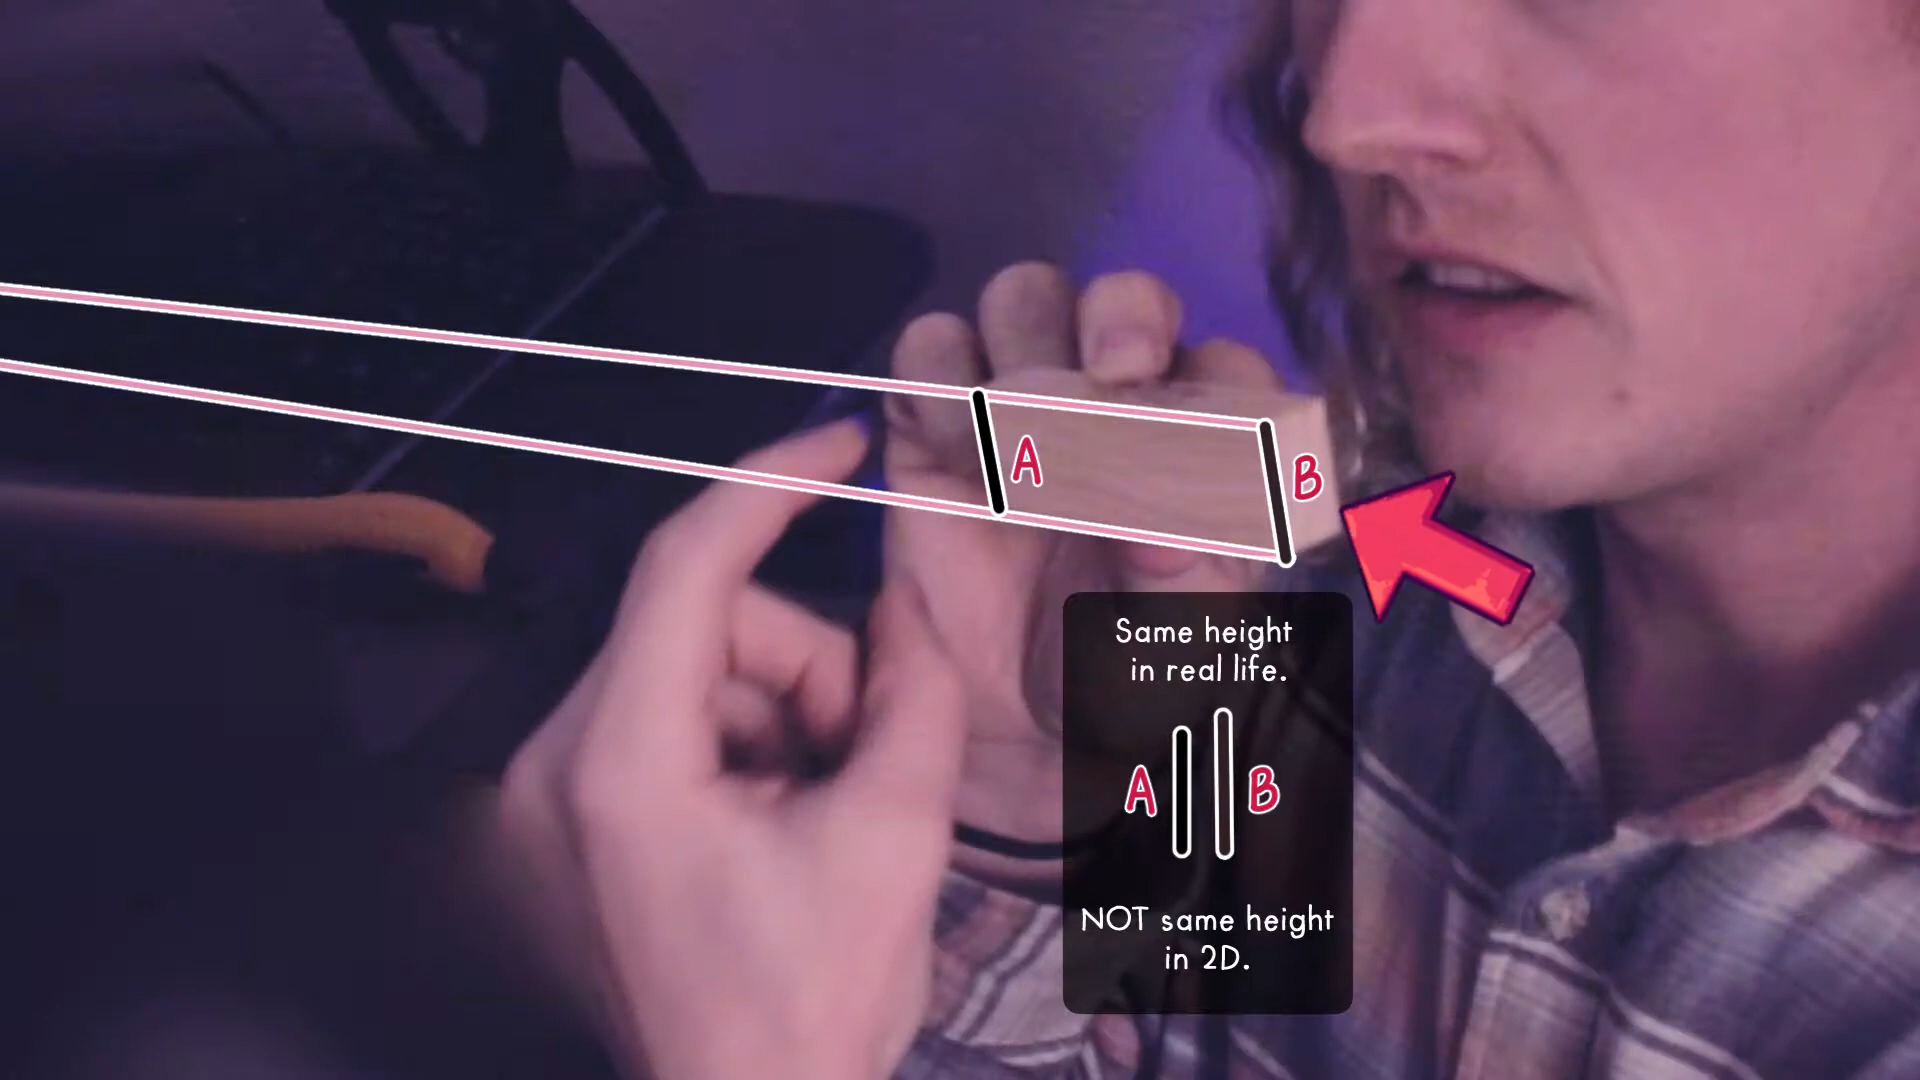 A
B
Same height
in real life.
A B
NOT same height
in 2D.